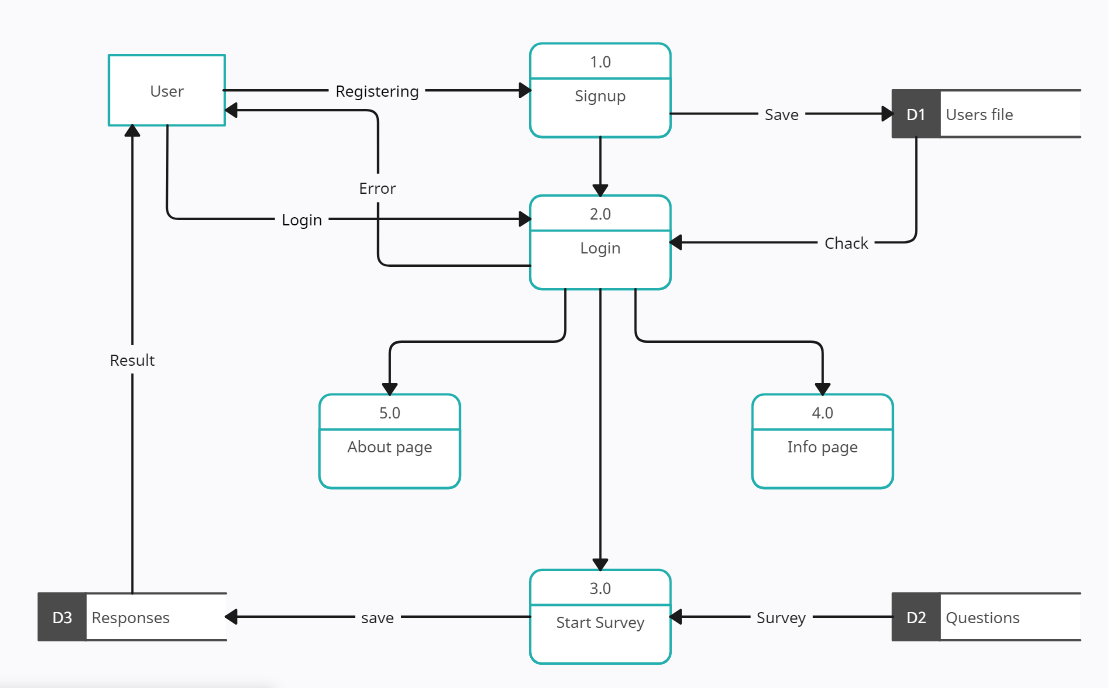 1.0
User
Registering
Signup
Save
D1
Users file
Error
2.0
Login
Login
Chack
Result
5.0
4.0
About page
Info page
3.0
D3
Responses
save
Start Survey
Survey
D2
Questions